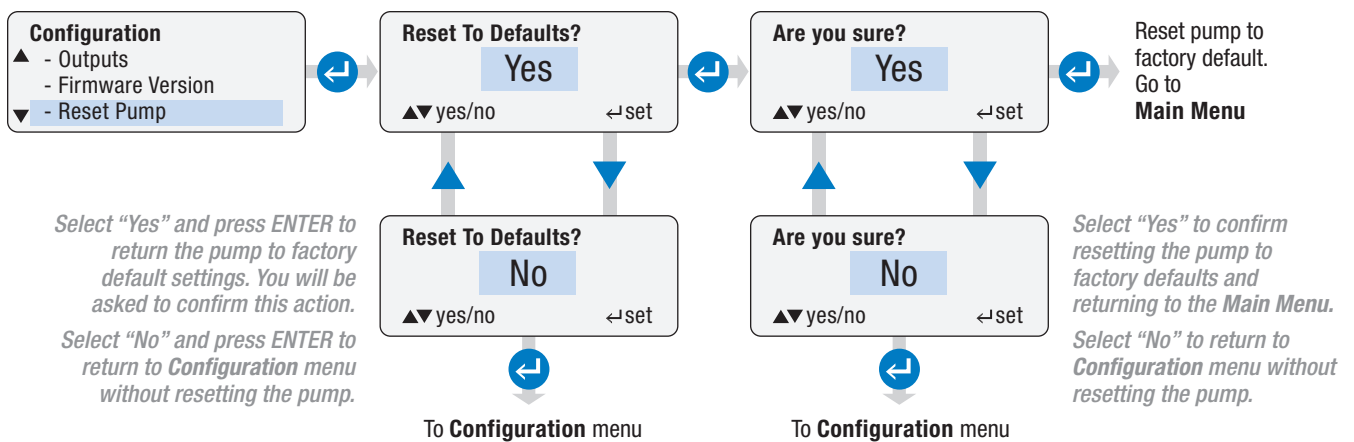 Configuration
▲ - Outputs
- Firmware Version
▼ - Reset Pump
Reset To Defaults?
Yes
▲▼ yes/no ↵ set
Are you sure?
Yes
▲▼ yes/no ↵ set
Reset pump to
factory default.
Go to
Main Menu
Select “Yes” and press ENTER to
return the pump to factory
default settings. You will be
asked to confirm this action.
Select “No” and press ENTER to
return to Configuration menu
without resetting the pump.
Reset To Defaults?
No
▲▼ yes/no ↵ set
To Configuration menu
Are you sure?
No
▲▼ yes/no ↵ set
To Configuration menu
Select “Yes” to confirm
resetting the pump to
factory defaults and
returning to the Main Menu.
Select “No” to return to
Configuration menu without
resetting the pump.